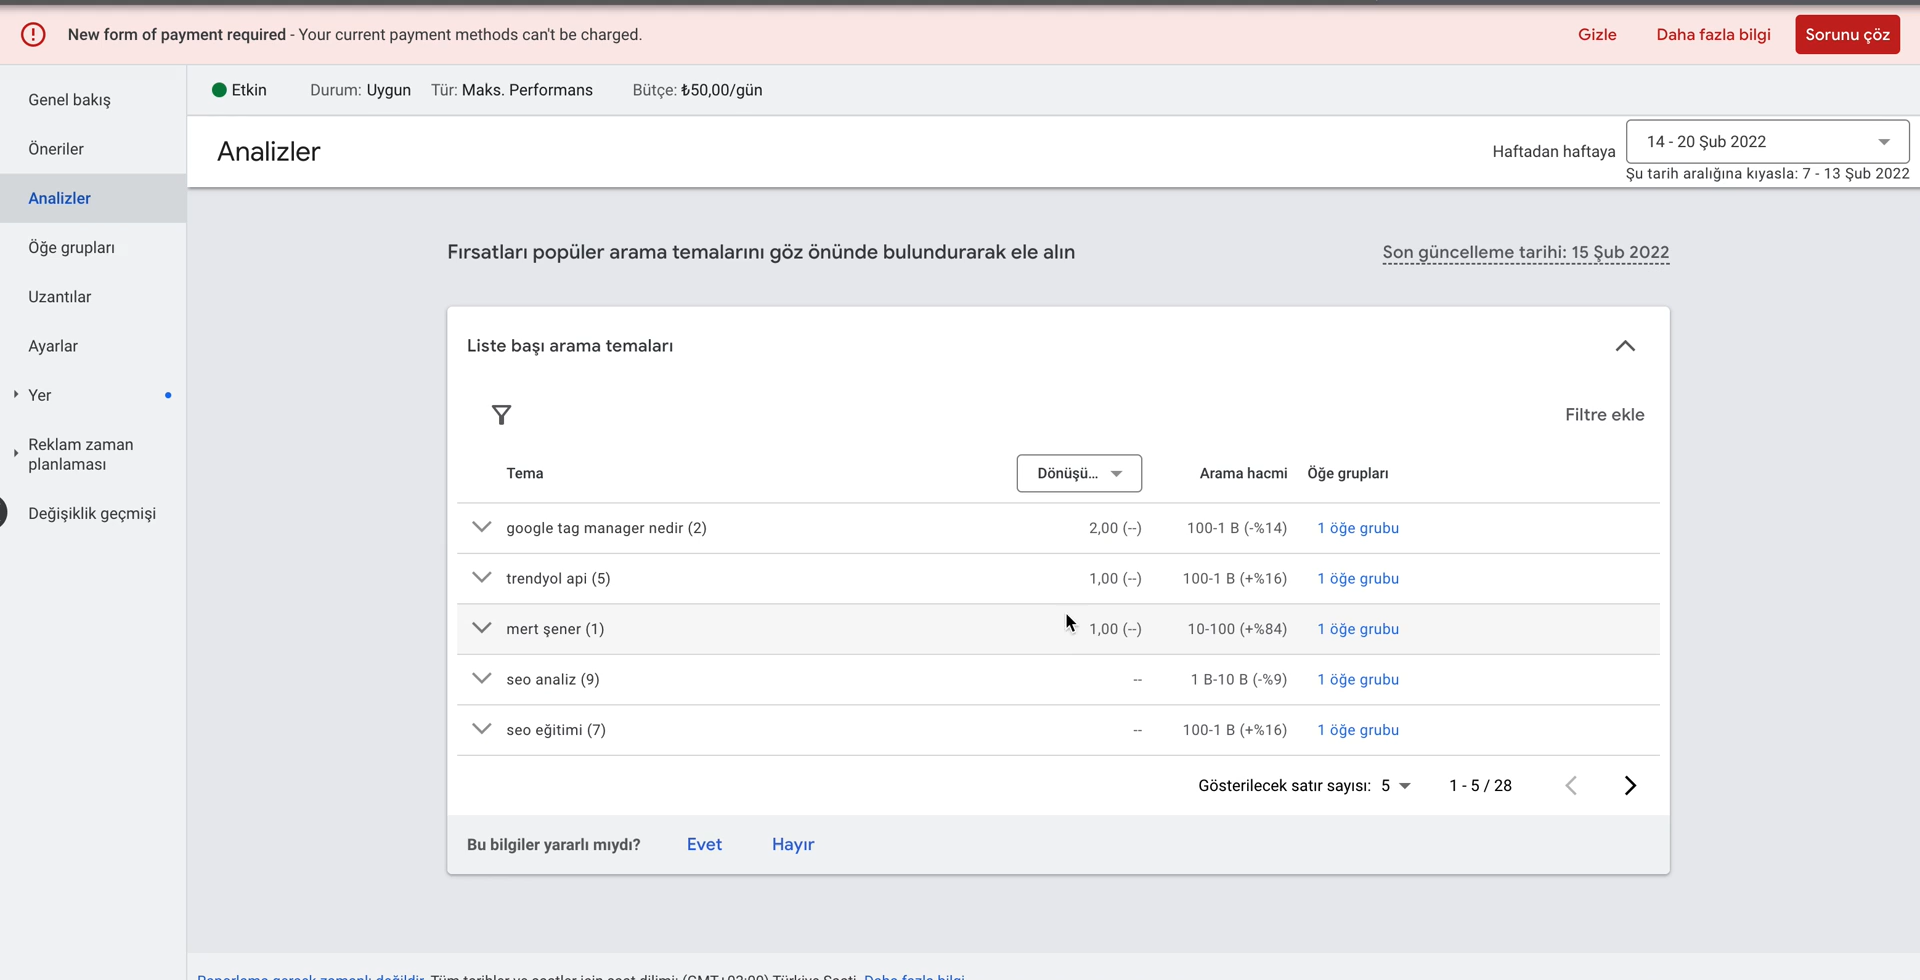 New form of payment required - Your current payment methods can't be charged.
Gizle
Daha fazla bilgi
Sorunu çöz
Genel bakış
Öneriler
Analizler
Öğe grupları
Uzantılar
Ayarlar
Yer
Reklam zaman
planlaması
Değişiklik geçmişi
Etkin
Durum: Uygun
Tür: Maks. Performans
Bütçe: ₺50,00/gün
Analizler
Haftadan haftaya
14 - 20 Şub 2022
Şu tarih aralığına kıyasla: 7 - 13 Şub 2022
Fırsatları popüler arama temalarını göz önünde bulundurarak ele alın
Son güncelleme tarihi: 15 Şub 2022
Liste başı arama temaları
Filtre ekle
Tema Dönüşü... Arama hacmi Öğe grupları
google tag manager nedir (2) 2,00 (--) 100-1 B (-%14) 1 öğe grubu
trendyol api (5) 1,00 (--) 100-1 B (+%16) 1 öğe grubu
mert şener (1) 1,00 (--) 10-100 (+%84) 1 öğe grubu
seo analiz (9) -- 1 B-10 B (-%9) 1 öğe grubu
seo eğitimi (7) -- 100-1 B (+%16) 1 öğe grubu
Gösterilecek satır sayısı: 5 1 - 5 / 28
Bu bilgiler yararlı mıydı? Evet Hayır
Raporlama gerçek zamanlı değildir. Tüm tarihler ve saatler için saat dilimi: (GMT+03:00) Türkiye Saati. Daha fazla bilgi